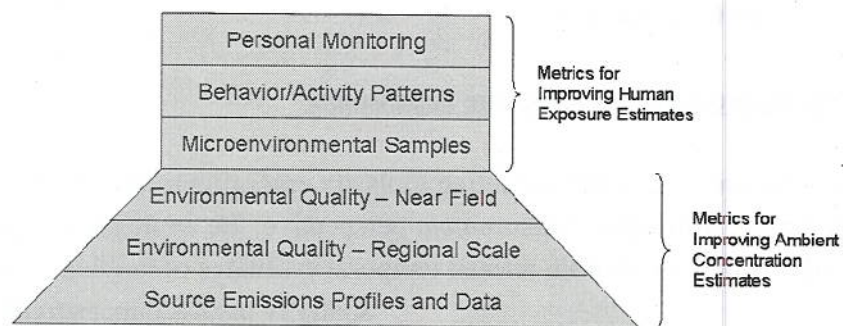 Personal Monitoring
Behavior/Activity Patterns
Microenvironmental Samples
Metrics for
Improving Human
Exposure Estimates
Environmental Quality – Near Field
Environmental Quality – Regional Scale
Source Emissions Profiles and Data
Metrics for
Improving Ambient
Concentration
Estimates